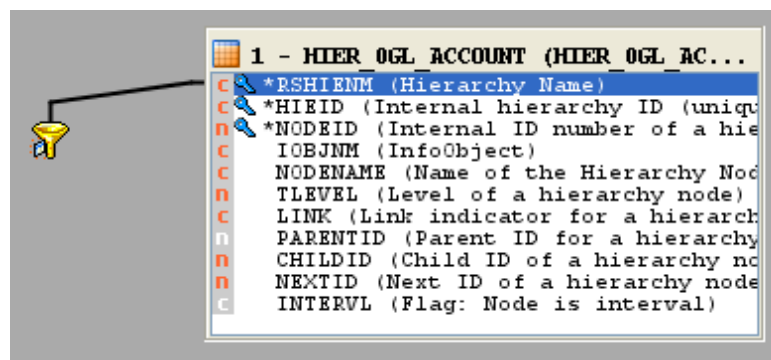 1 - HIER_0GL_ACCOUNT (HIER_0GL_AC...
c *RSHIENM (Hierarchy Name)
c *HIEID (Internal hierarchy ID (uniqu
n *NODEID (Internal ID number of a hie
c IOBJNM (InfoObject)
c NODENAME (Name of the Hierarchy Nod
n TLEVEL (Level of a hierarchy node)
c LINK (Link indicator for a hierarch
n PARENTID (Parent ID for a hierarchy
n CHILDID (Child ID of a hierarchy no
n NEXTID (Next ID of a hierarchy node
c INTERVL (Flag: Node is interval)